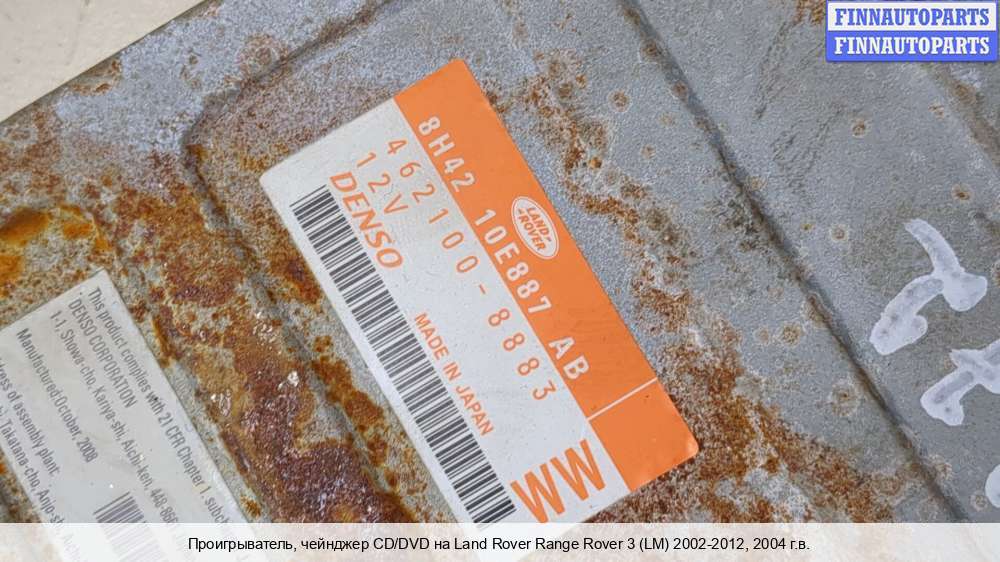 FINNAUTOPARTS
FINNAUTOPARTS
8H42 10E887 AB
LAND
ROVER
462100-8883
12V
DENSO
MADE IN JAPAN
WW
This product complies with 21 CFR Chapter 1, subch
DENSO CORPORATION
1-1, Showa-cho, Kariya-shi, Aichi-ken, 448-866
Manufactured:October, 2008
ress of assembly plant:
Takatana-cho, Anjo-sh
Проигрыватель, чейнджер CD/DVD на Land Rover Range Rover 3 (LM) 2002-2012, 2004 г.в.